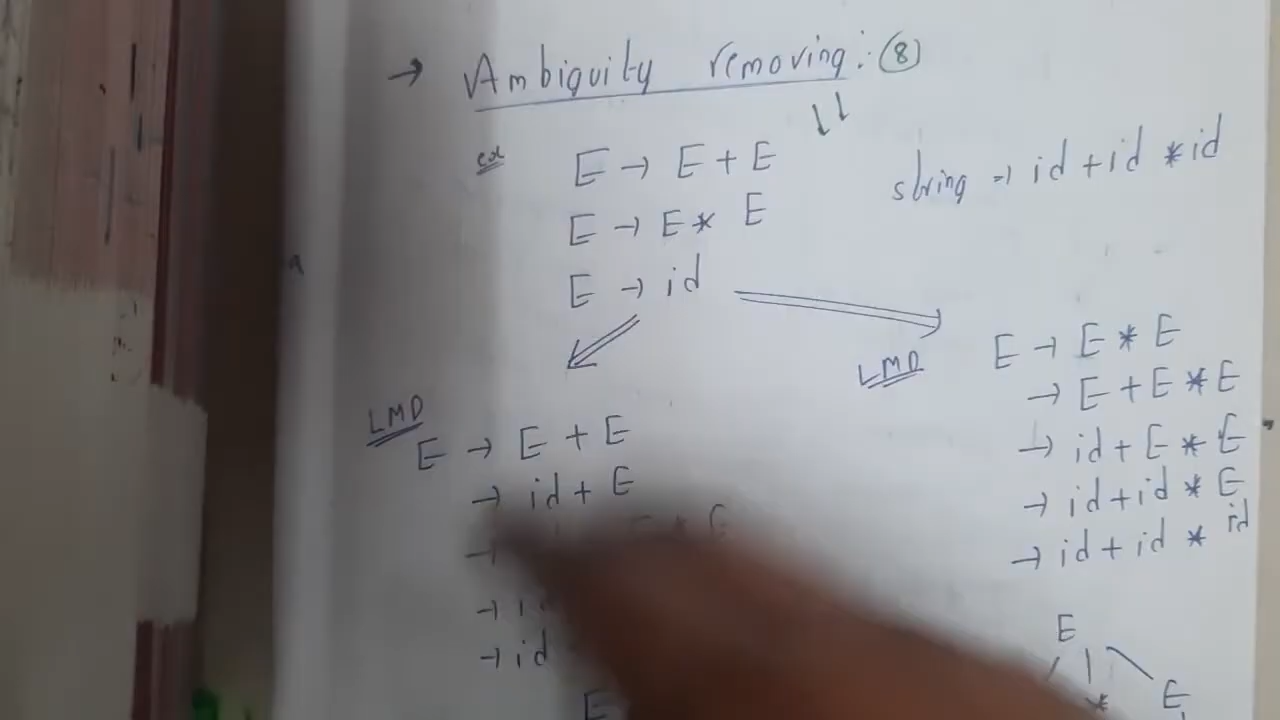 → Ambiguity removing: (8)
ex
E → E + E
string => id + id * id
E → E * E
E → id
LMD
E → E + E
→ id + E
→ E * E
→ id
→ id
E
LMD
E → E * E
→ E + E * E
→ id + E * E
→ id + id * E
→ id + id * id
E
* E